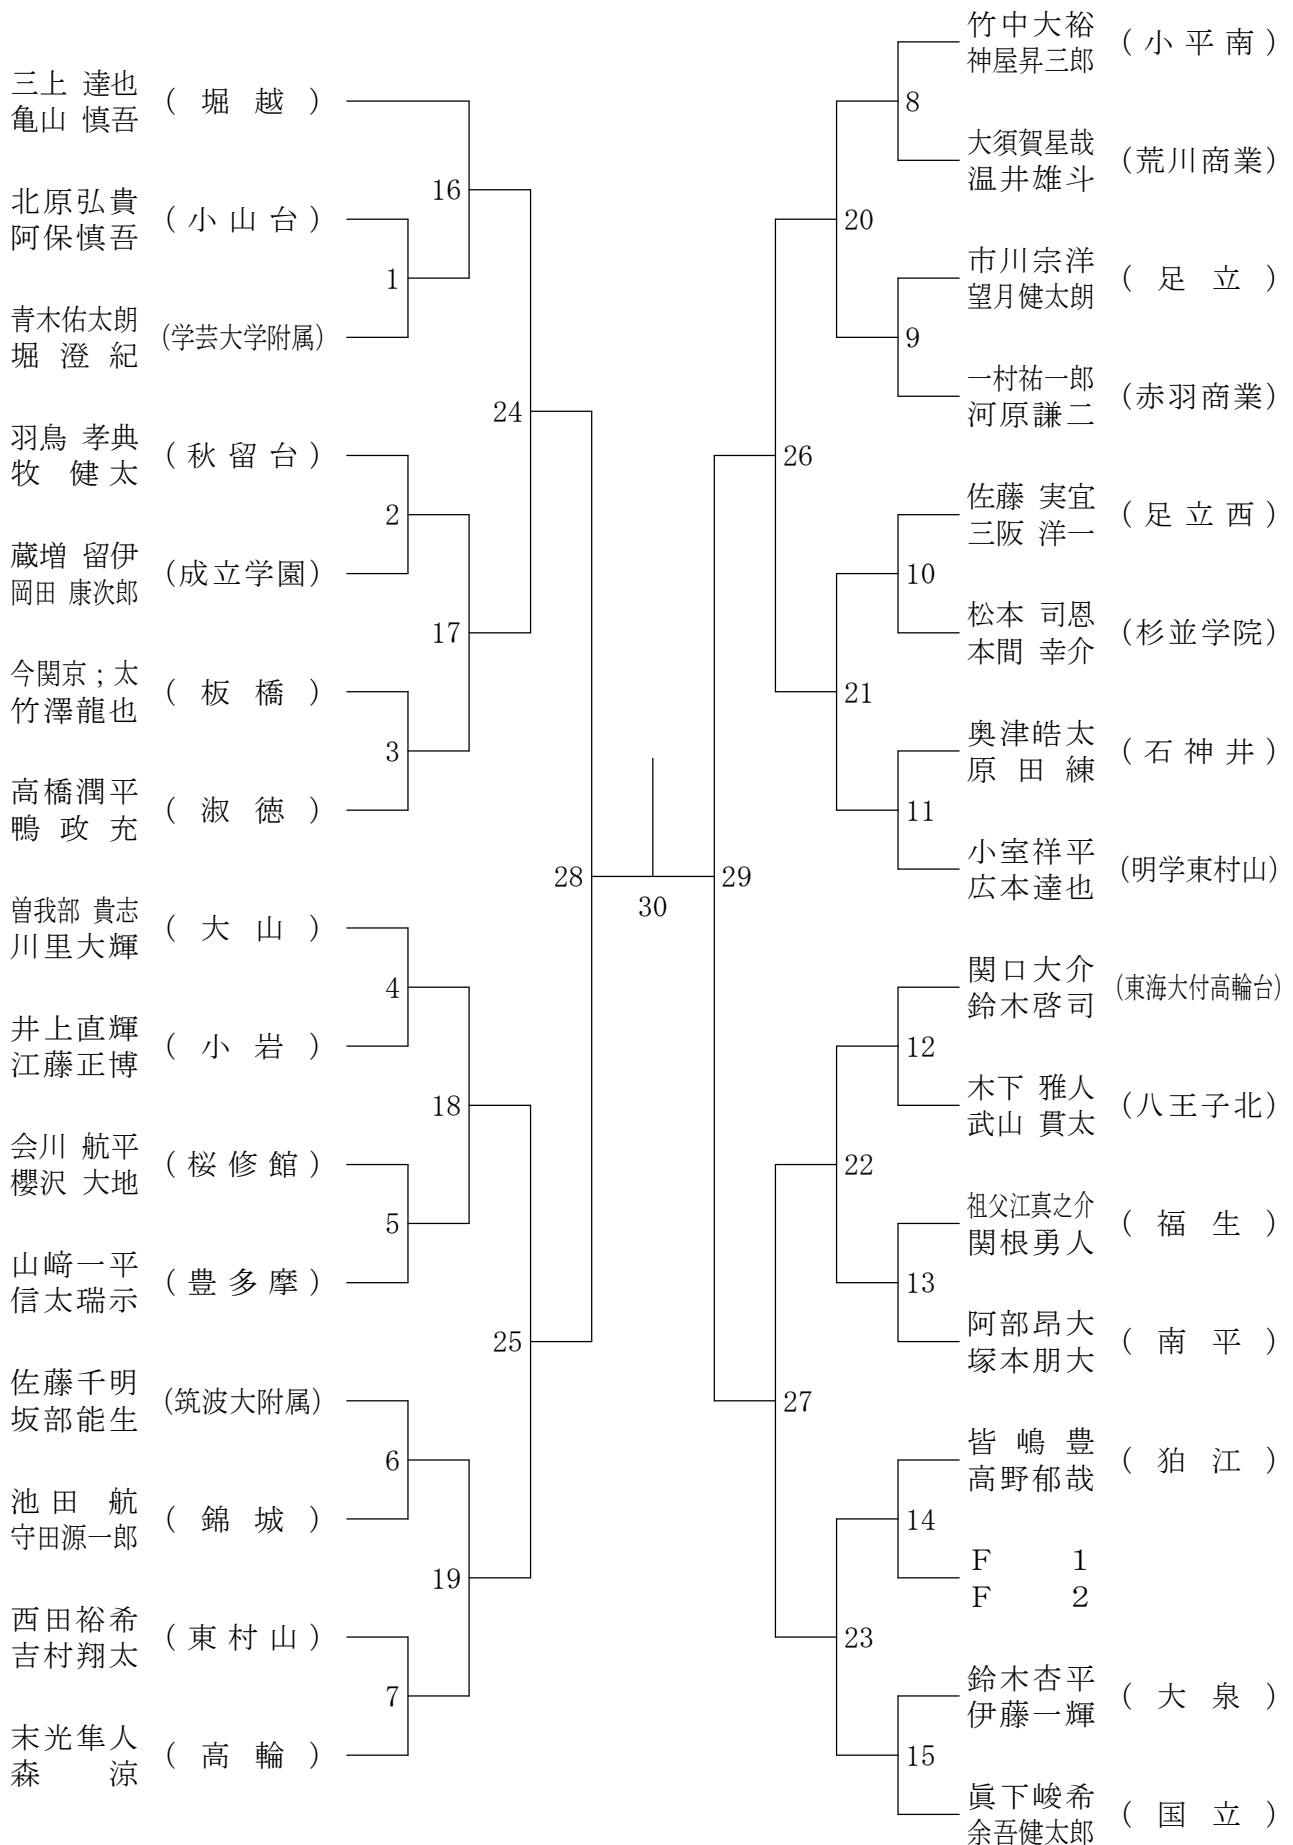 三上 達也
亀山 慎吾
( 堀 越 )
北原弘貴
阿保慎吾
( 小 山 台 )
青木佑太朗
堀 澄 紀
(学芸大学附属)
羽鳥 孝典
牧 健 太
( 秋 留 台 )
蔵増 留伊
岡田 康次郎
(成立学園)
今関京 ; 太
竹澤龍也
( 板 橋 )
高橋潤平
鴨 政 充
( 淑 徳 )
曽我部 貴志
川里大輝
( 大 山 )
井上直輝
江藤正博
( 小 岩 )
会川 航平
櫻沢 大地
( 桜 修 館 )
山﨑一平
信太瑞示
( 豊 多 摩 )
佐藤千明
坂部能生
(筑波大附属)
池 田 航
守田源一郎
( 錦 城 )
西田裕希
吉村翔太
( 東 村 山 )
末光隼人
森 涼
( 高 輪 )
1
2
3
4
5
6
7
16
17
18
19
24
25
28
30
29
26
27
20
21
22
23
8
9
10
11
12
13
14
15
竹中大裕
神屋昇三郎
( 小 平 南 )
大須賀星哉
温井雄斗
(荒川商業)
市川宗洋
望月健太朗
( 足 立 )
一村祐一郎
河原謙二
(赤羽商業)
佐藤 実宜
三阪 洋一
( 足 立 西 )
松本 司恩
本間 幸介
(杉並学院)
奥津皓太
原 田 練
( 石 神 井 )
小室祥平
広本達也
(明学東村山)
関口大介
鈴木啓司
(東海大付高輪台)
木下 雅人
武山 貫太
(八王子北)
祖父江真之介
関根勇人
( 福 生 )
阿部昂大
塚本朋大
( 南 平 )
皆 嶋 豊
高野郁哉
( 狛 江 )
F 1
F 2
鈴木杏平
伊藤一輝
( 大 泉 )
眞下峻希
余吾健太郎
( 国 立 )